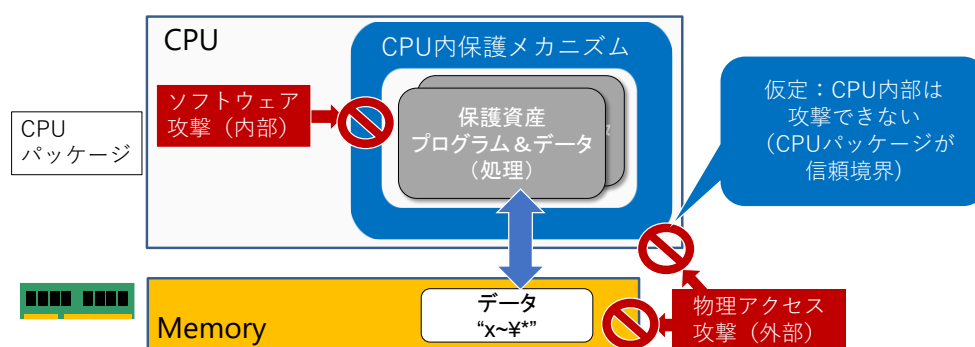 CPU
CPU内保護メカニズム
ソフトウェア
攻撃（内部）
保護資産
プログラム＆データ
（処理）
仮定：CPU内部は
攻撃できない
（CPUパッケージが
信頼境界）
CPU
パッケージ
Memory
データ
“x~¥*”
物理アクセス
攻撃（外部）